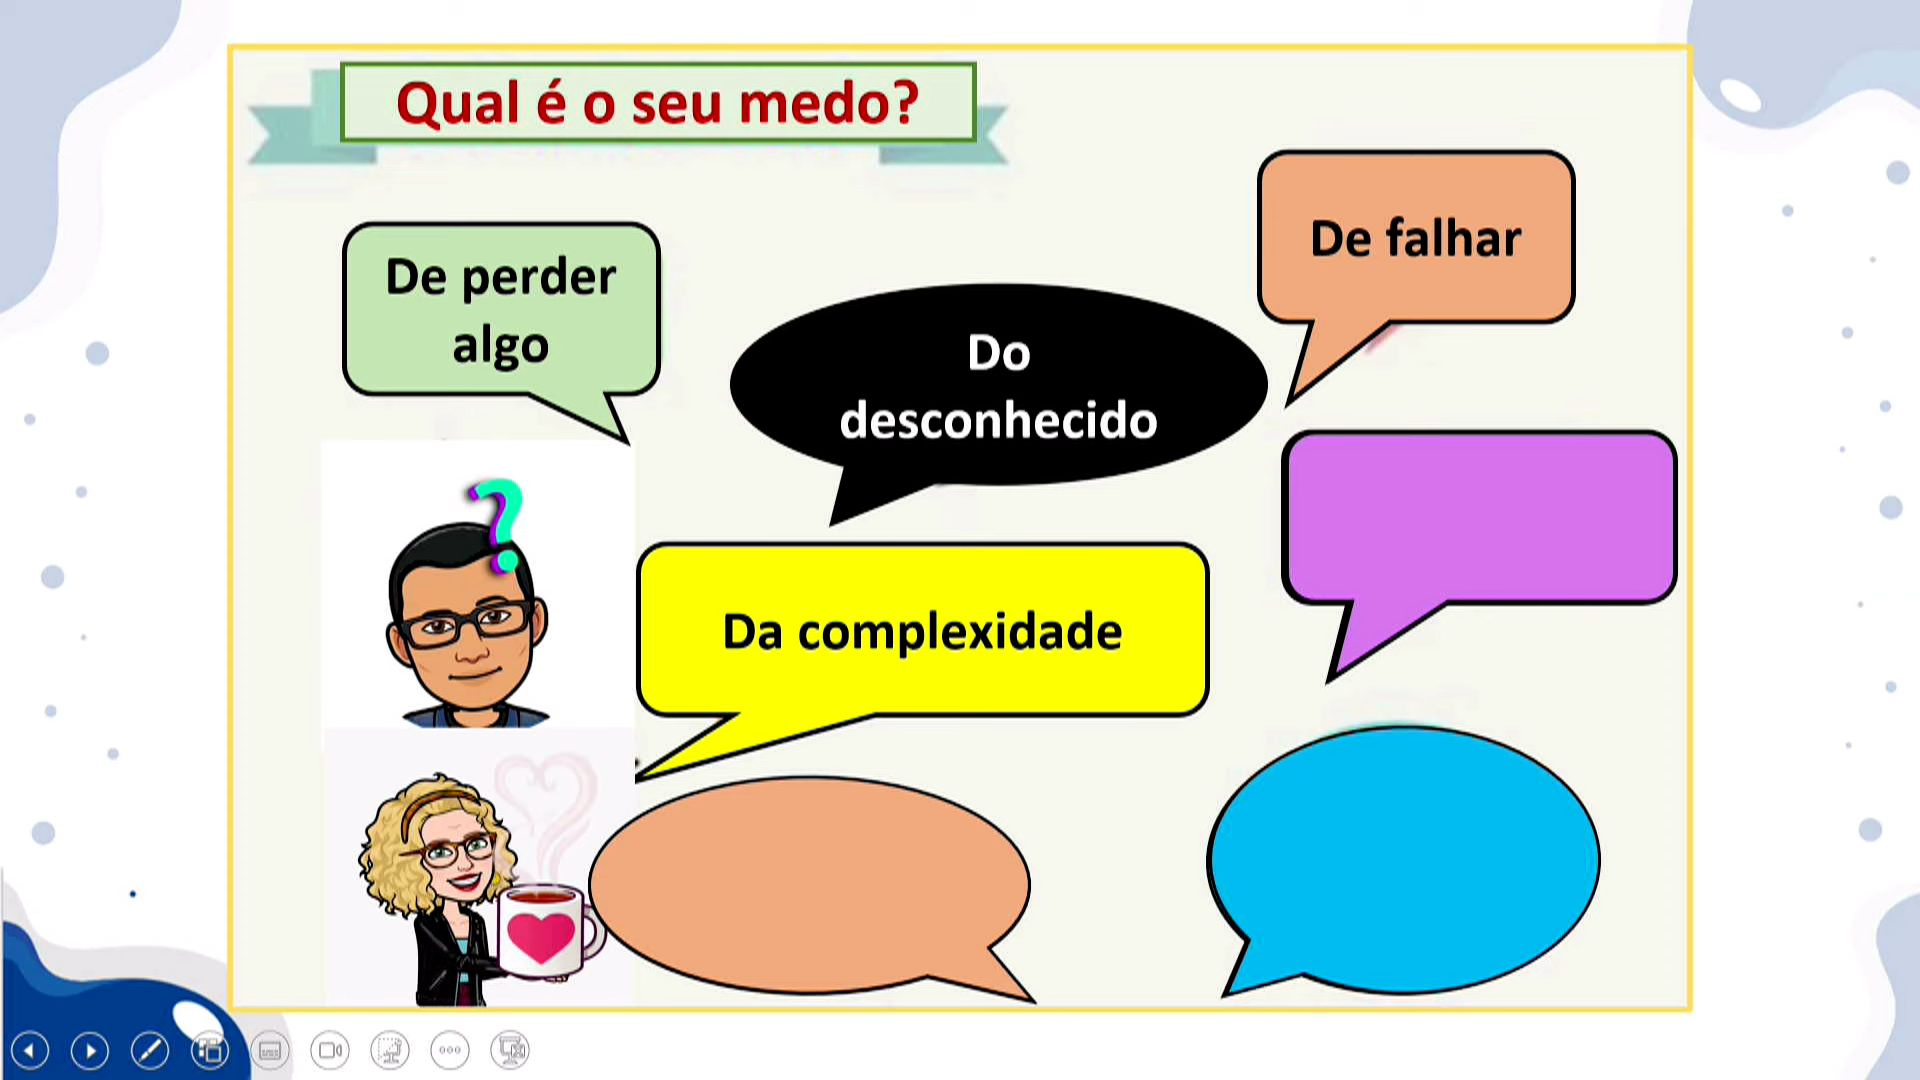 Qual é o seu medo?
De perder
algo
Do
desconhecido
De falhar
Da complexidade
?